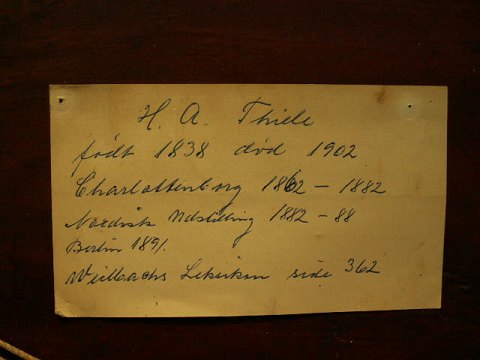 H. A. Thiele
født 1838 død 1902
Charlottenborg 1862 – 1882
Nordisk Udstilling 1882 – 88
Berlin 1891.
Weilbachs Leksikon side 362